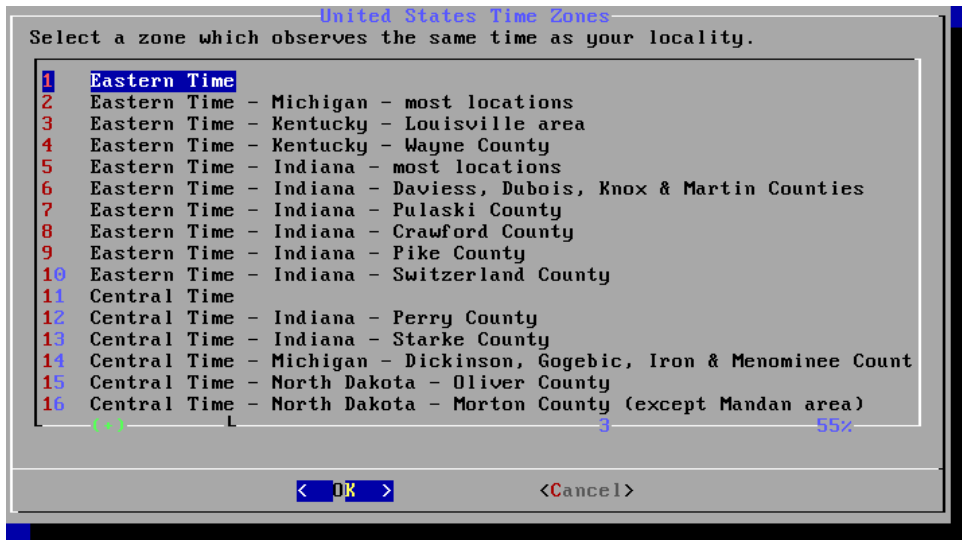 United States Time Zones
Select a zone which observes the same time as your locality.
1 Eastern Time
2 Eastern Time - Michigan - most locations
3 Eastern Time - Kentucky - Louisville area
4 Eastern Time - Kentucky - Wayne County
5 Eastern Time - Indiana - most locations
6 Eastern Time - Indiana - Daviess, Dubois, Knox & Martin Counties
7 Eastern Time - Indiana - Pulaski County
8 Eastern Time - Indiana - Crawford County
9 Eastern Time - Indiana - Pike County
10 Eastern Time - Indiana - Switzerland County
11 Central Time
12 Central Time - Indiana - Perry County
13 Central Time - Indiana - Starke County
14 Central Time - Michigan - Dickinson, Gogebic, Iron & Menominee Count
15 Central Time - North Dakota - Oliver County
16 Central Time - North Dakota - Morton County (except Mandan area)
(+) 3 55%
< OK > <Cancel>